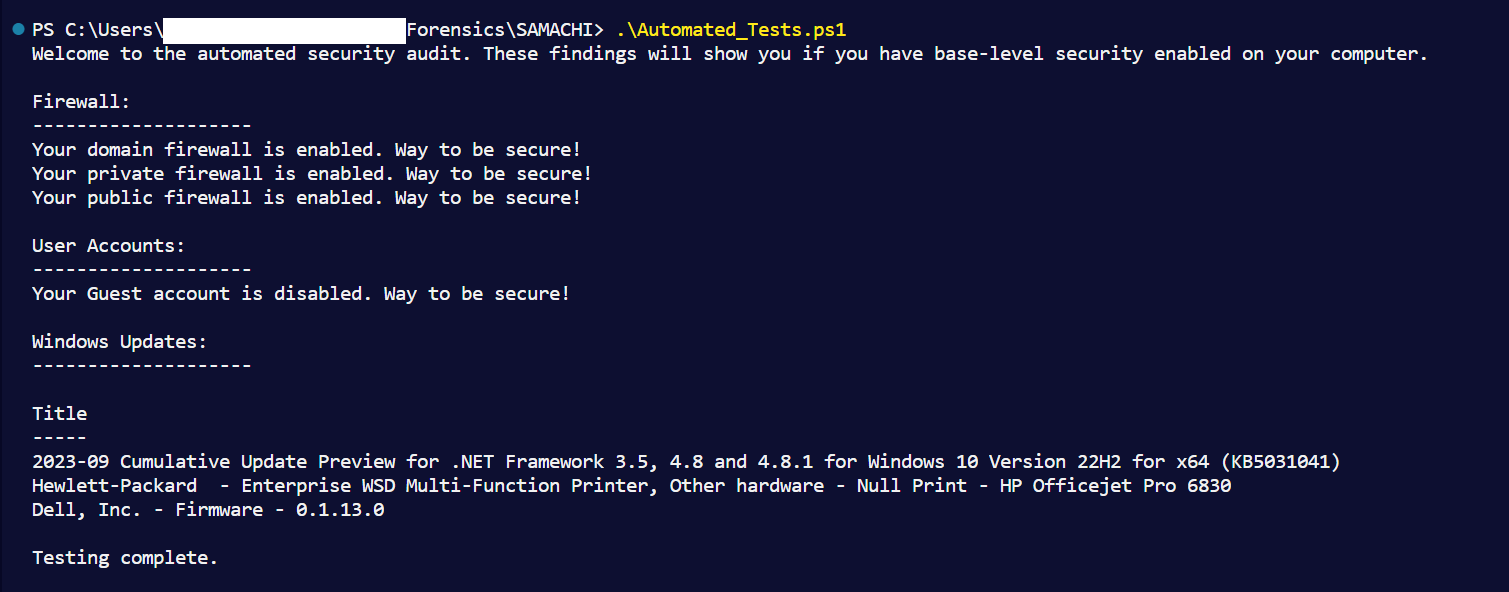 PS C:\Users\ Forensics\SAMACHI> .\Automated_Tests.ps1
Welcome to the automated security audit. These findings will show you if you have base-level security enabled on your computer.
Firewall:
--------------------
Your domain firewall is enabled. Way to be secure!
Your private firewall is enabled. Way to be secure!
Your public firewall is enabled. Way to be secure!
User Accounts:
--------------------
Your Guest account is disabled. Way to be secure!
Windows Updates:
--------------------
Title
-----
2023-09 Cumulative Update Preview for .NET Framework 3.5, 4.8 and 4.8.1 for Windows 10 Version 22H2 for x64 (KB5031041)
Hewlett-Packard  - Enterprise WSD Multi-Function Printer, Other hardware - Null Print - HP Officejet Pro 6830
Dell, Inc. - Firmware - 0.1.13.0
Testing complete.